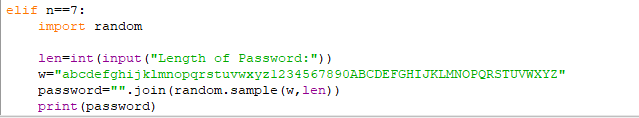 elif n==7:
    import random

    len=int(input("Length of Password:"))
    w="abcdefghijklmnopqrstuvwxyz1234567890ABCDEFGHIJKLMNOPQRSTUVWXYZ"
    password="".join(random.sample(w,len))
    print(password)